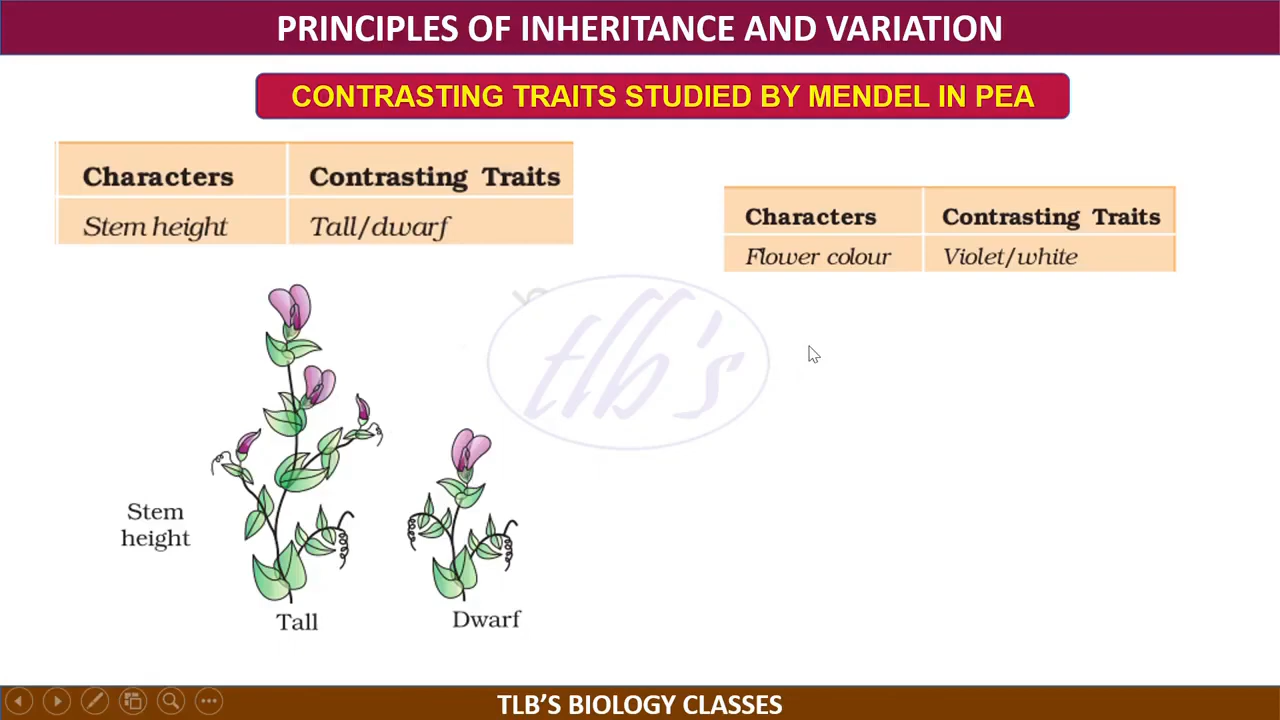 PRINCIPLES OF INHERITANCE AND VARIATION
CONTRASTING TRAITS STUDIED BY MENDEL IN PEA
Characters Contrasting Traits
Stem height Tall/dwarf
Characters Contrasting Traits
Flower colour Violet/white
tlb's
Stem
height
Tall
Dwarf
TLB'S BIOLOGY CLASSES